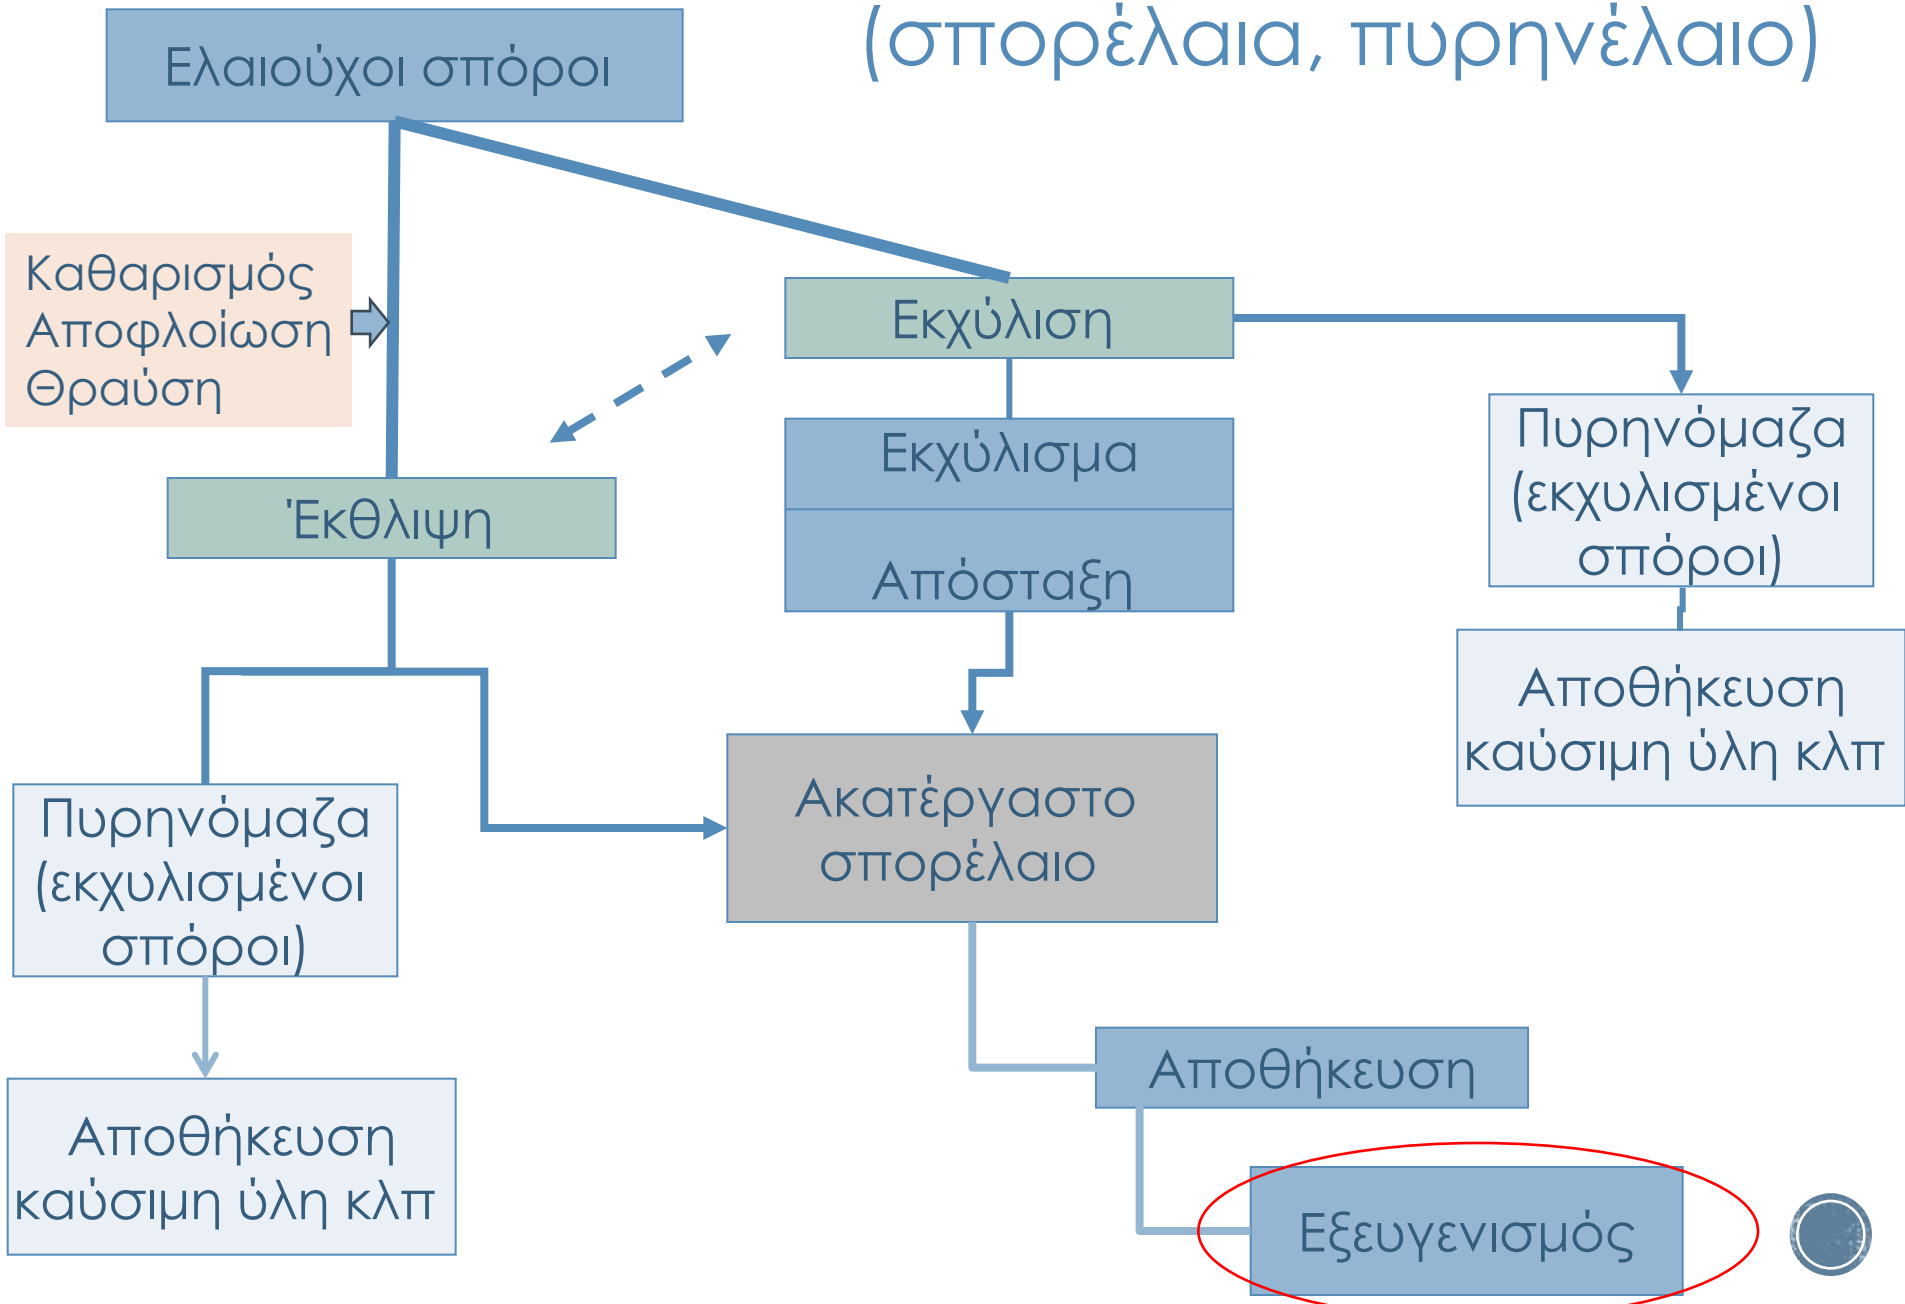 (σπορέλαια, πυρηνέλαιο)
Ελαιούχοι σπόροι
Καθαρισμός
Αποφλοίωση
Θραύση
Εκχύλιση
Εκχύλισμα
Απόσταξη
Πυρηνόμαζα
(εκχυλισμένοι
σπόροι)
Αποθήκευση
καύσιμη ύλη κλπ
Έκθλιψη
Πυρηνόμαζα
(εκχυλισμένοι
σπόροι)
Αποθήκευση
καύσιμη ύλη κλπ
Ακατέργαστο
σπορέλαιο
Αποθήκευση
Εξευγενισμός